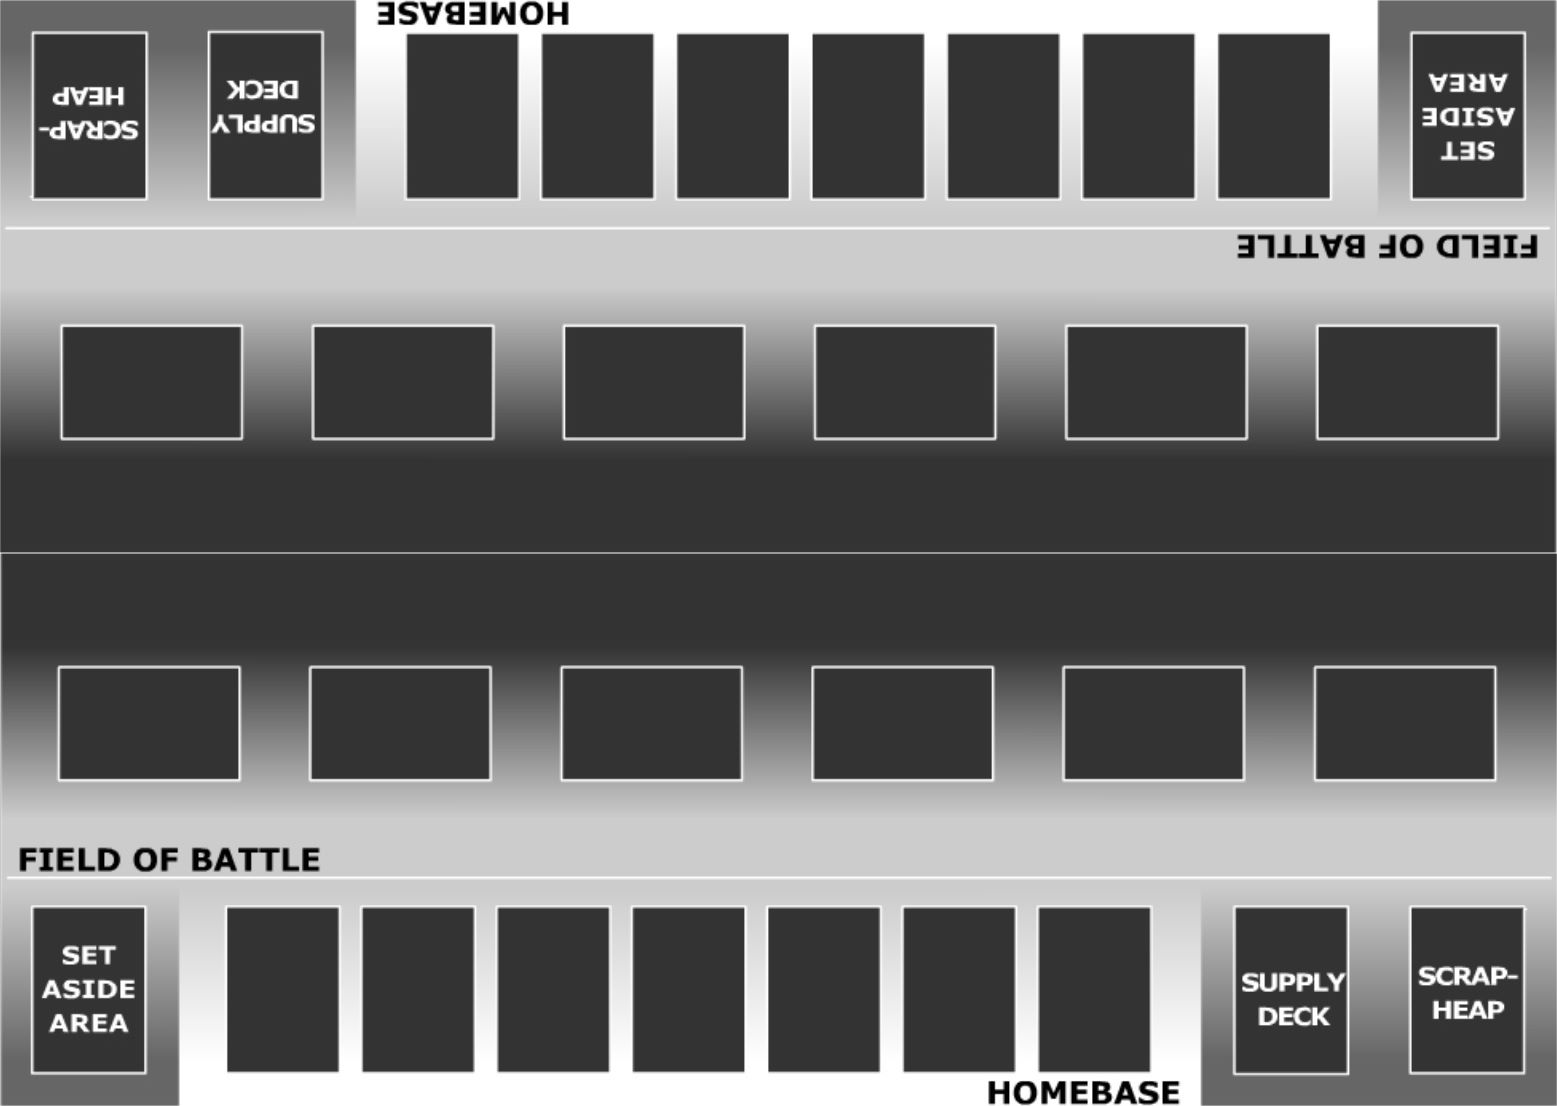 HOMEBASE
SCRAP-
HEAP
SUPPLY
DECK
SET
ASIDE
AREA
FIELD OF BATTLE
FIELD OF BATTLE
SET
ASIDE
AREA
SUPPLY
DECK
SCRAP-
HEAP
HOMEBASE